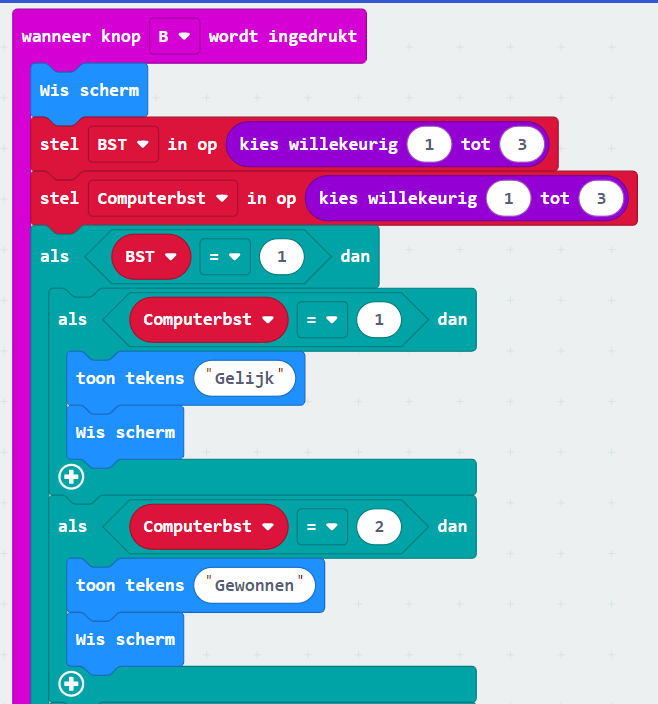 wanneer knop B wordt ingedrukt
Wis scherm
stel BST in op kies willekeurig 1 tot 3
stel Computerbst in op kies willekeurig 1 tot 3
als BST = 1 dan
als Computerbst = 1 dan
toon tekens "Gelijk"
Wis scherm
als Computerbst = 2 dan
toon tekens "Gewonnen"
Wis scherm